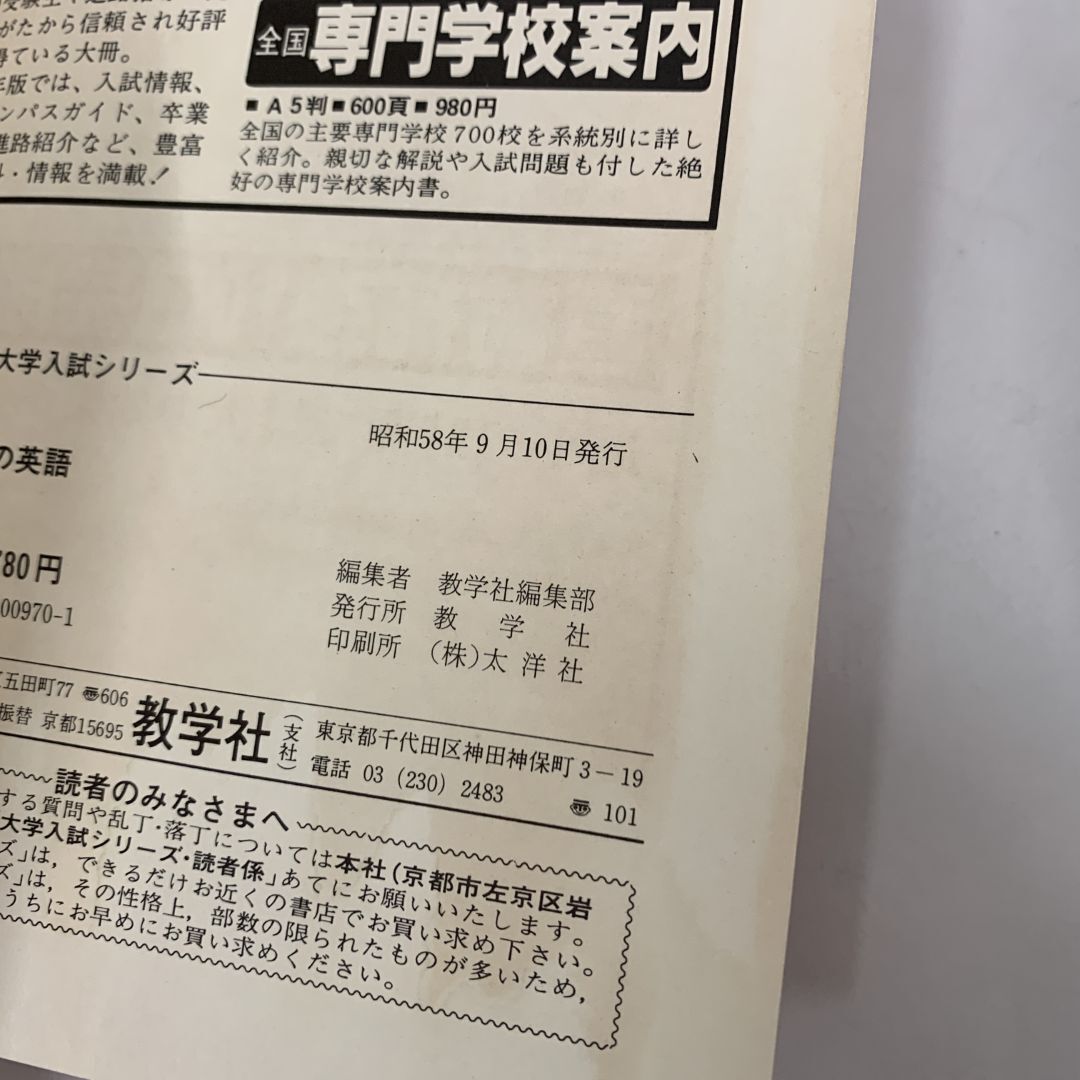 がたから信頼され好評
ている大冊。
年版では、入試情報、
ンパスガイド、卒業
進路紹介など、豊富
・情報を満載！
全国専門学校案内
■A5判■600頁■980円
全国の主要専門学校700校を系統別に詳し
く紹介。親切な解説や入試問題も付した絶
好の専門学校案内書。
大学入試シリーズ
昭和58年9月10日発行
の英語
780円
00970-1
編集者 教学社編集部
発行所 教学社
印刷所 (株)太洋社
五田町77 〠606
振替 京都15695
教学社
(支社)
東京都千代田区神田神保町3-19
電話 03 (230) 2483 〠101
読者のみなさまへ
する質問や乱丁・落丁については本社(京都市左京区岩
大学入試シリーズ・読者係」あてにお願いいたします。
ズ」は，できるだけお近くの書店でお買い求め下さい。
ズ」は，その性格上，部数の限られたものが多いため，
うちにお早めにお買い求めください。